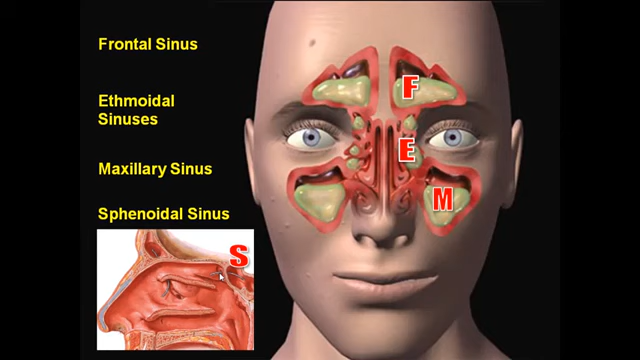 Frontal Sinus
F
Ethmoidal
Sinuses
E
Maxillary Sinus
M
Sphenoidal Sinus
S